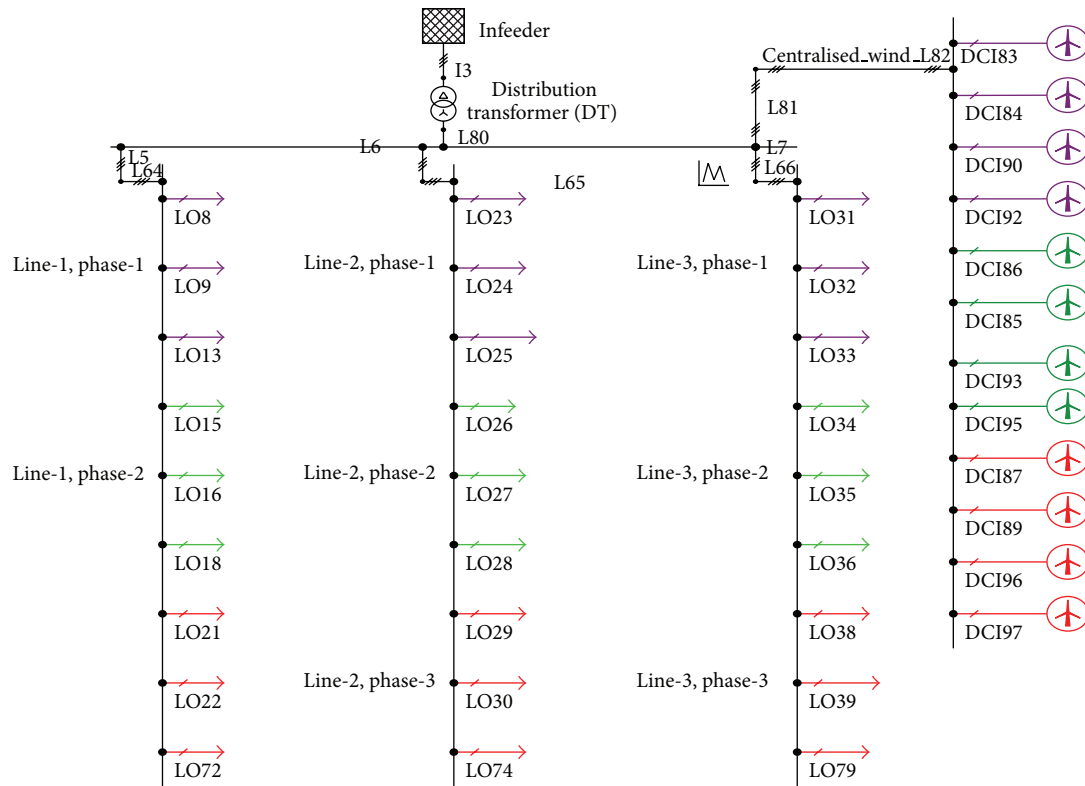 Infeeder
I3
Distribution
transformer (DT)
L80
Centralised_wind_L82
L81
L5
L64
L6
L65
L7
L66
LO8
Line-1, phase-1
LO9
LO13
LO15
Line-1, phase-2
LO16
LO18
LO21
LO22
LO72
LO23
Line-2, phase-1
LO24
LO25
LO26
Line-2, phase-2
LO27
LO28
LO29
Line-2, phase-3
LO30
LO74
LO31
Line-3, phase-1
LO32
LO33
LO34
Line-3, phase-2
LO35
LO36
LO38
Line-3, phase-3
LO39
LO79
DCI83
DCI84
DCI90
DCI92
DCI86
DCI85
DCI93
DCI95
DCI87
DCI89
DCI96
DCI97